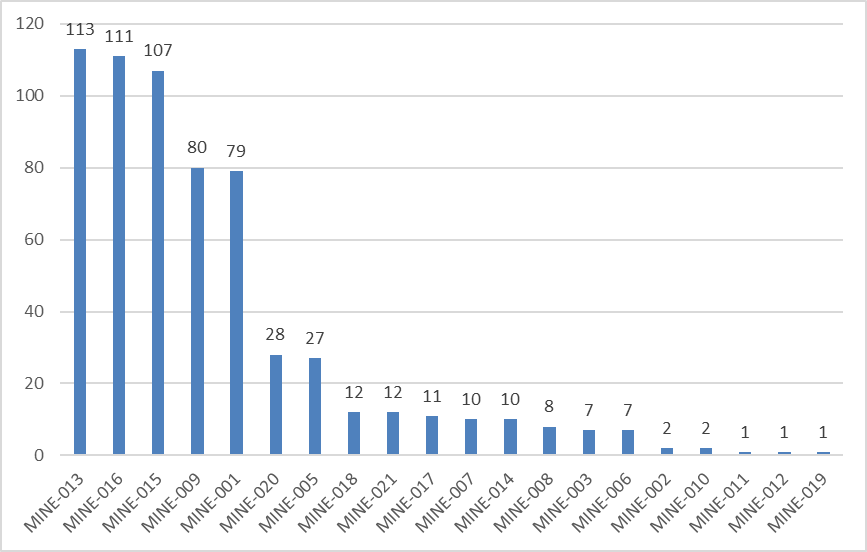 120
100
80
60
40
20
0
113
111
107
80
79
28
27
12
12
11
10
10
8
7
7
2
2
1
1
1
MINE-013
MINE-016
MINE-015
MINE-009
MINE-001
MINE-020
MINE-005
MINE-018
MINE-021
MINE-017
MINE-007
MINE-014
MINE-008
MINE-003
MINE-006
MINE-002
MINE-010
MINE-011
MINE-012
MINE-019